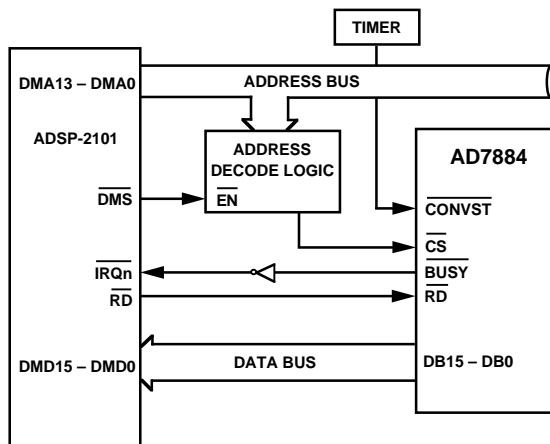 TIMER
DMA13 – DMA0
ADDRESS BUS
ADSP-2101
ADDRESS
DECODE LOGIC
AD7884
DMS
EN
CONVST
CS
IRQn
BUSY
RD
RD
DMD15 – DMD0
DATA BUS
DB15 – DB0